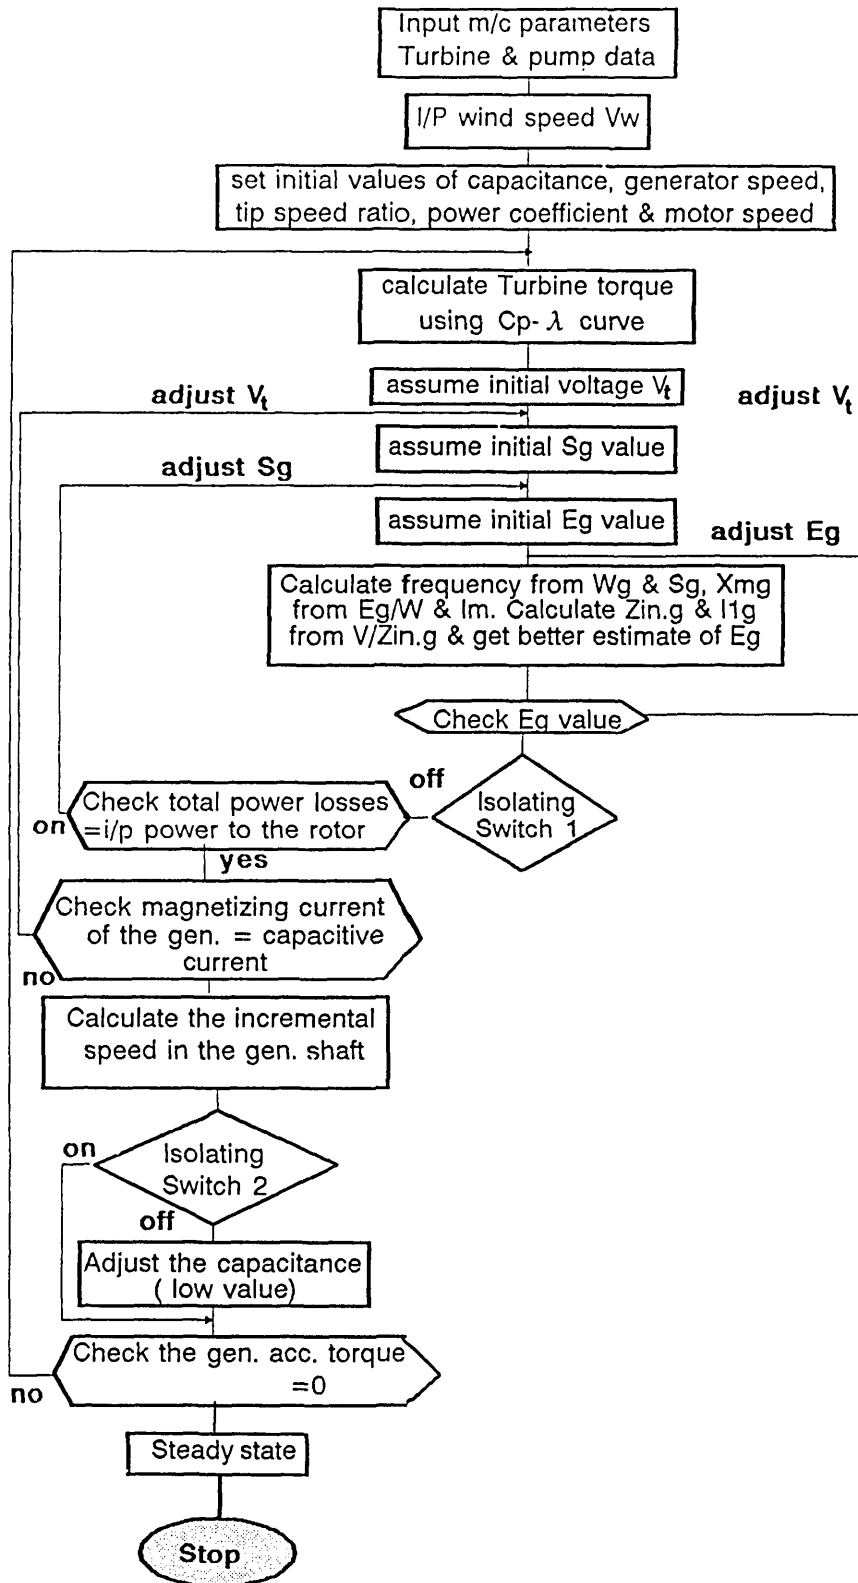 Input m/c parameters
Turbine & pump data
I/P wind speed Vw
set initial values of capacitance, generator speed,
tip speed ratio, power coefficient & motor speed
calculate Turbine torque
using Cp- λ curve
adjust Vt
assume initial voltage Vt
adjust Vt
assume initial Sg value
adjust Sg
assume initial Eg value
adjust Eg
Calculate frequency from Wg & Sg, Xmg
from Eg/W & Im. Calculate Zin.g & I1g
from V/Zin.g & get better estimate of Eg
Check Eg value
off
Isolating
Switch 1
Check total power losses
=i/p power to the rotor
on
yes
Check magnetizing current
of the gen. = capacitive
current
no
Calculate the incremental
speed in the gen. shaft
on
Isolating
Switch 2
off
Adjust the capacitance
( low value)
Check the gen. acc. torque
=0
no
Steady state
Stop